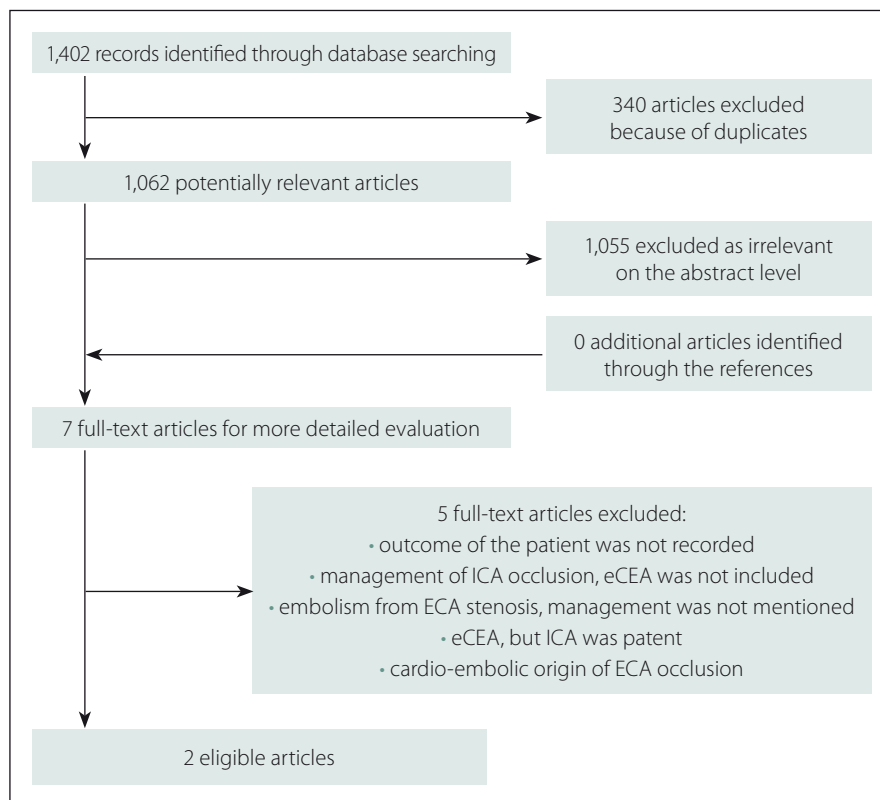 1,402 records identified through database searching
340 articles excluded
because of duplicates
1,062 potentially relevant articles
1,055 excluded as irrelevant
on the abstract level
0 additional articles identified
through the references
7 full-text articles for more detailed evaluation
5 full-text articles excluded:
• outcome of the patient was not recorded
• management of ICA occlusion, eCEA was not included
• embolism from ECA stenosis, management was not mentioned
• eCEA, but ICA was patent
• cardio-embolic origin of ECA occlusion
2 eligible articles